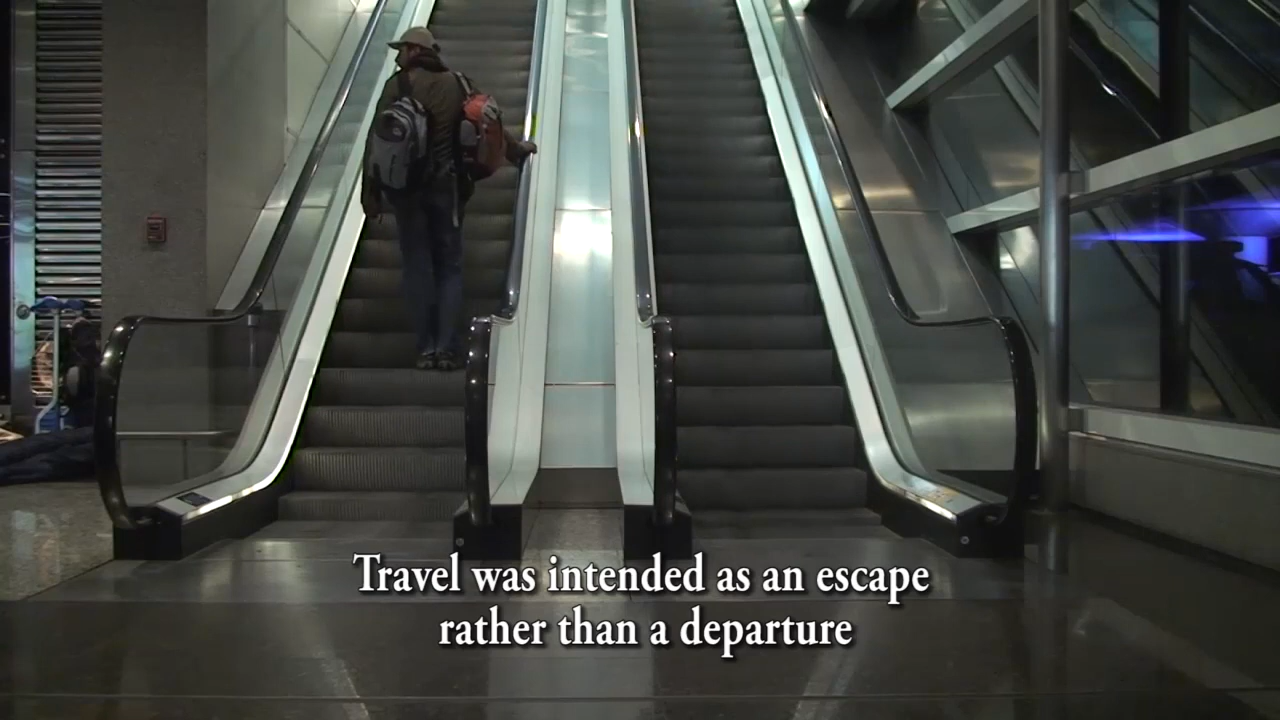 Travel was intended as an escape
rather than a departure